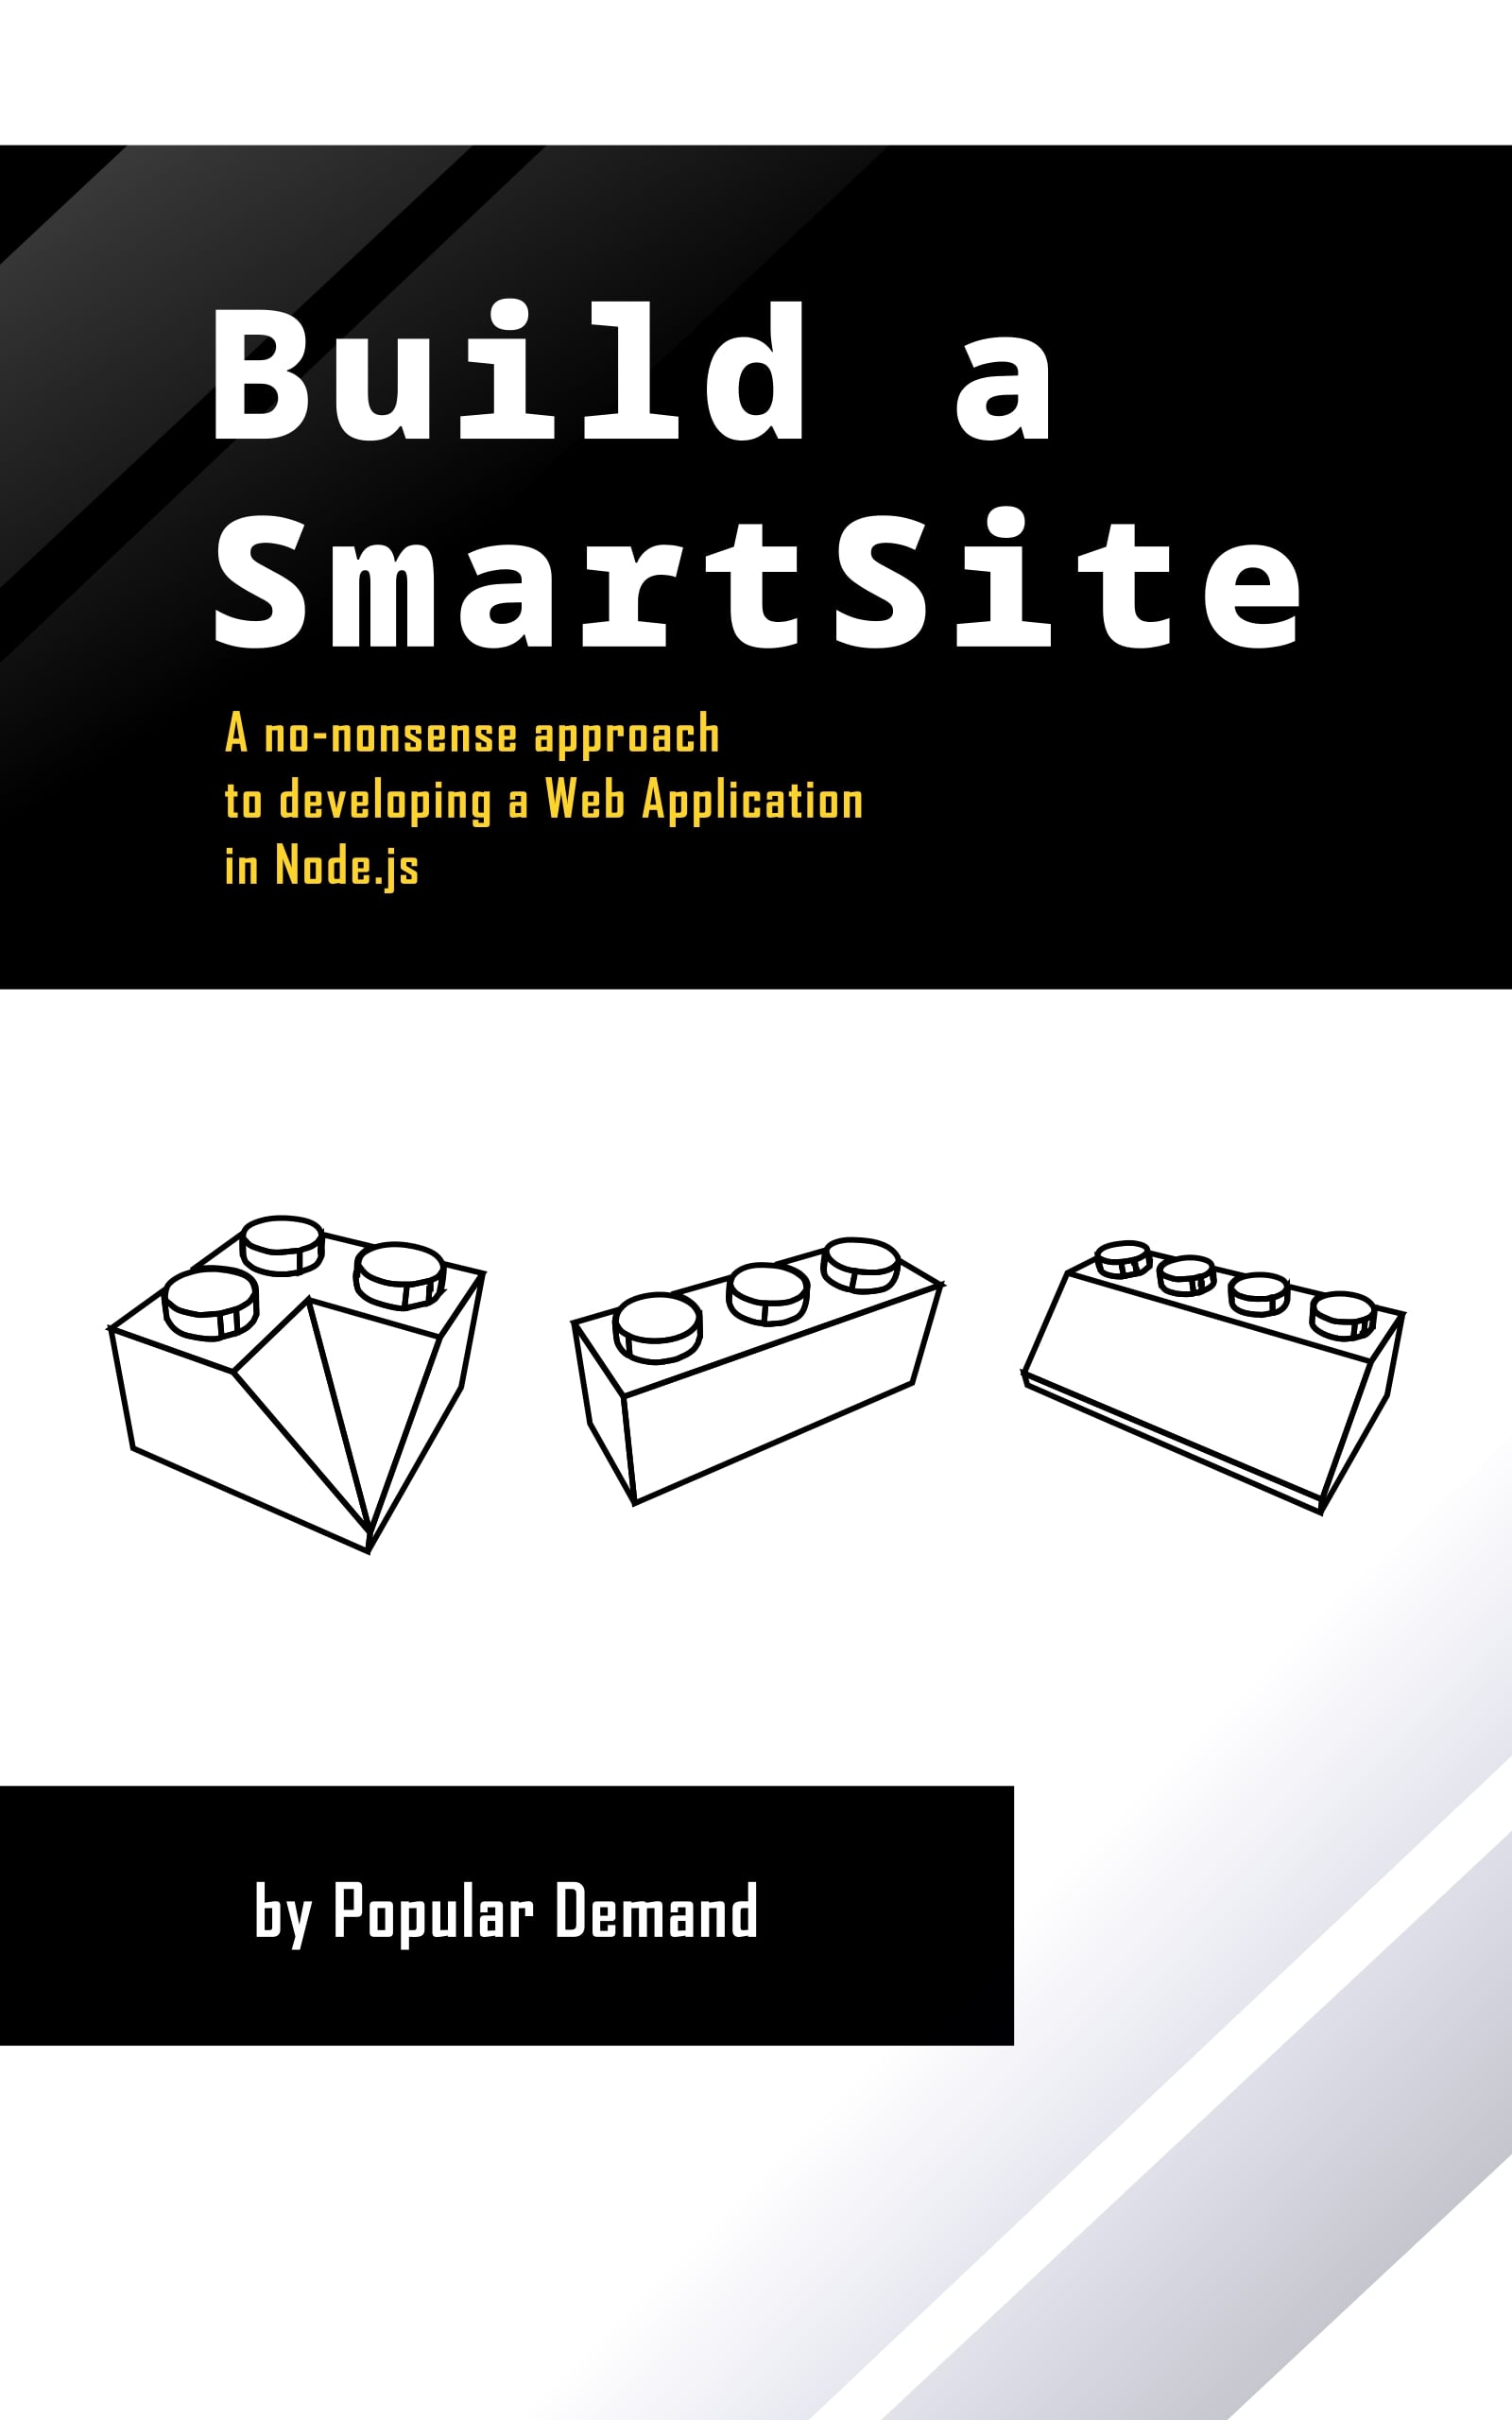 Build a
SmartSite
A no-nonsense approach
to developing a Web Application
in Node.js
by Popular Demand